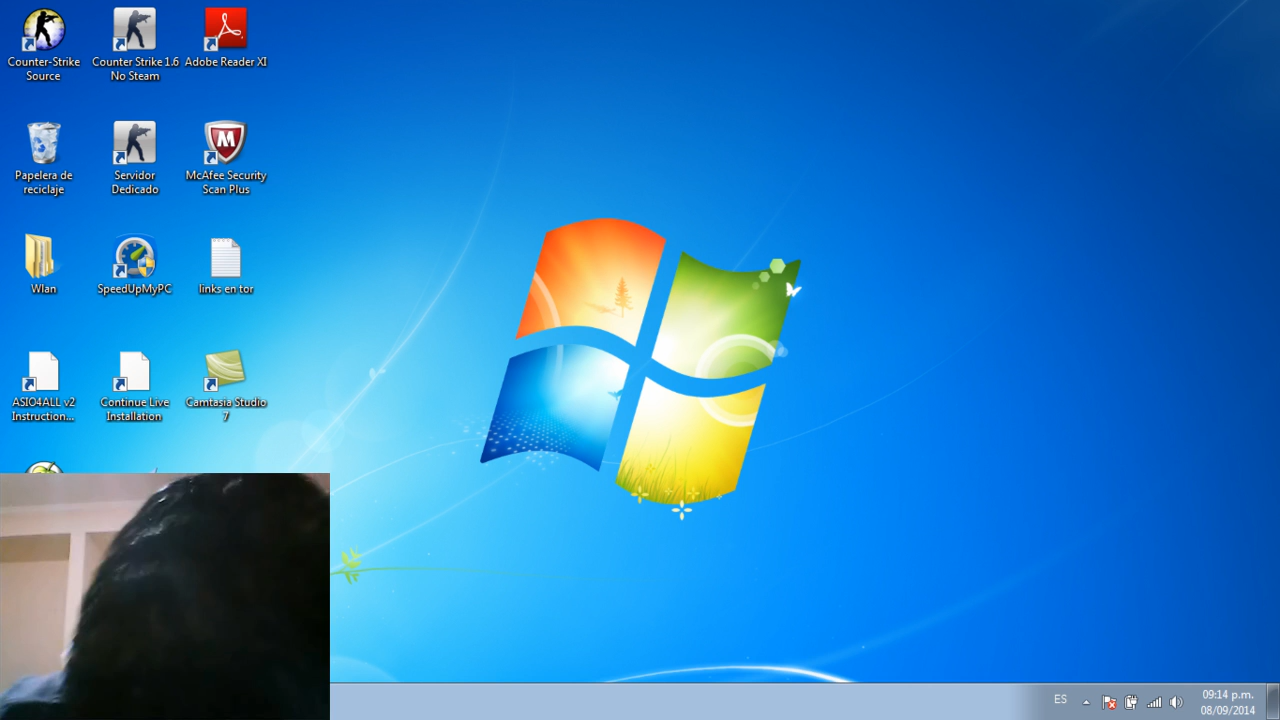 Counter-Strike
Source
Counter Strike 1.6
No Steam
Adobe Reader XI
Papelera de
reciclaje
Servidor
Dedicado
McAfee Security
Scan Plus
Wlan
SpeedUpMyPC
links en tor
ASIO4ALL v2
Instruction...
Continue Live
Installation
Camtasia Studio
7
ES
09:14 p.m.
08/09/2014